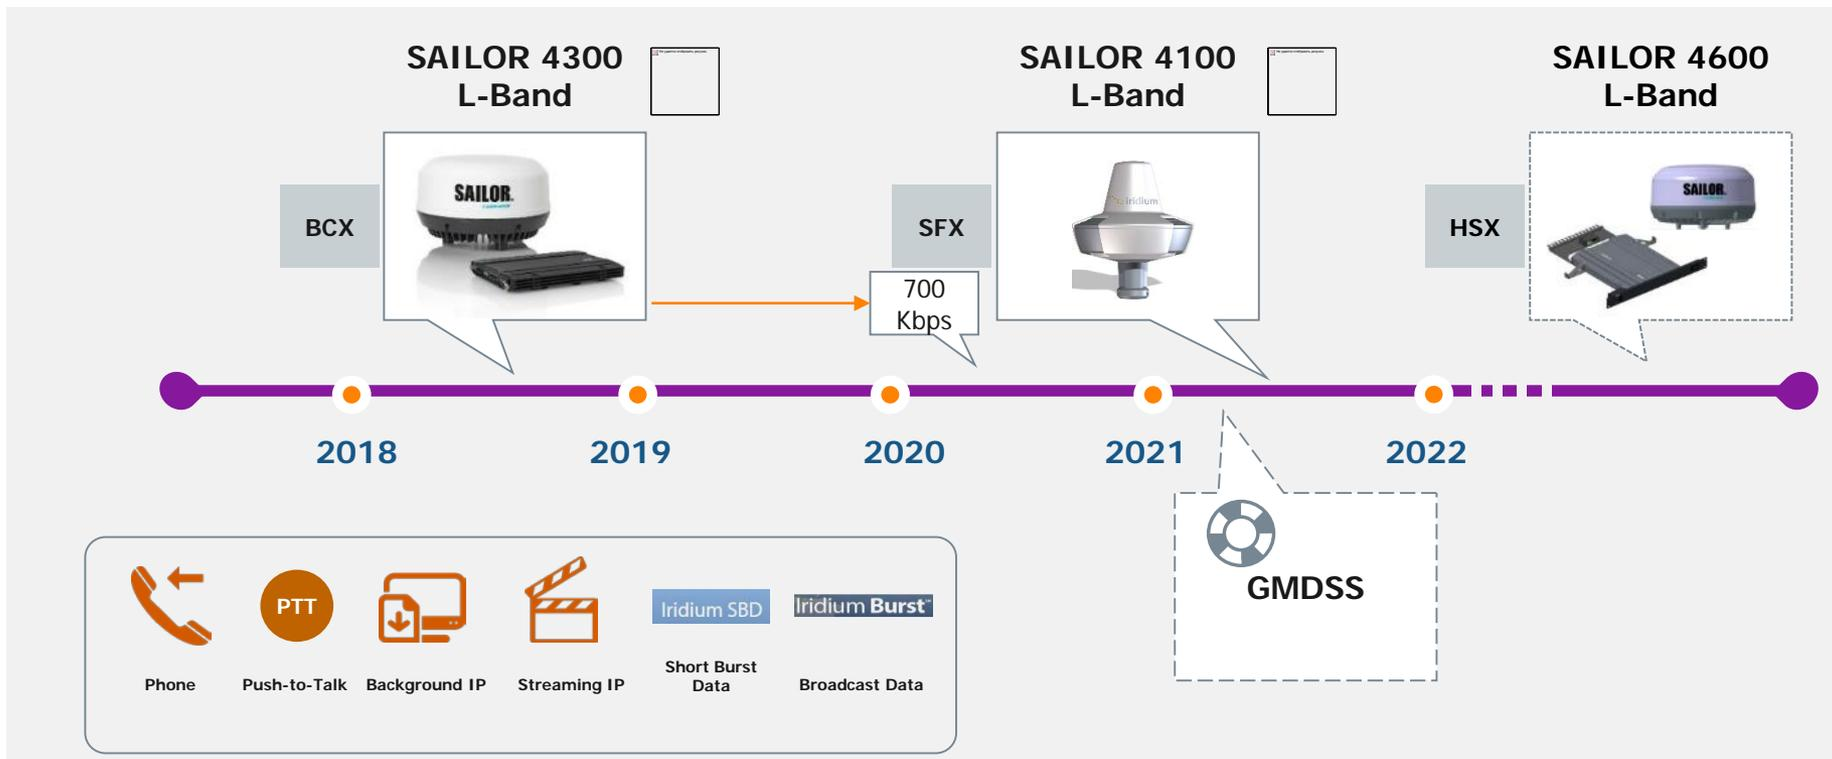 SAILOR 4300
L-Band
SAILOR 4100
L-Band
SAILOR 4600
L-Band
BCX
SAILOR
SFX
iridium
HSX
SAILOR
700
Kbps
2018
2019
2020
2021
2022
GMDSS
PTT
Iridium SBD
Iridium Burst
Phone
Push-to-Talk
Background IP
Streaming IP
Short Burst
Data
Broadcast Data